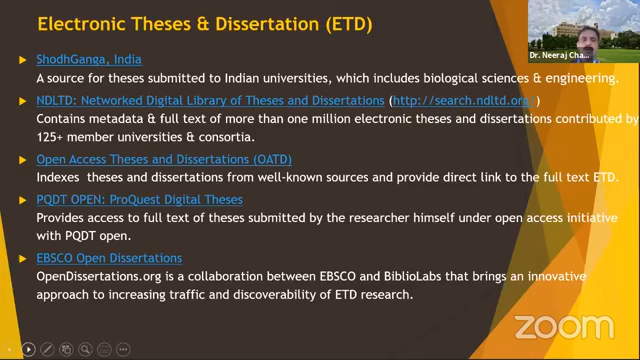 Electronic Theses & Dissertation (ETD)
Dr. Neeraj Cha...
ShodhGanga, India
A source for theses submitted to Indian universities, which includes biological sciences & engineering.
NDLTD: Networked Digital Library of Theses and Dissertations (http://search.ndltd.org )
Contains metadata & full text of more than one million electronic theses and dissertations contributed by
125+ member universities & consortia.
Open Access Theses and Dissertations (OATD)
Indexes theses and dissertations from well-known sources and provide direct link to the full text ETD.
PQDT OPEN: ProQuest Digital Theses
Provides access to full text of theses submitted by the researcher himself under open access initiative
with PQDT open.
EBSCO Open Dissertations
OpenDissertations.org is a collaboration between EBSCO and BiblioLabs that brings an innovative
approach to increasing traffic and discoverability of ETD research.
zoom